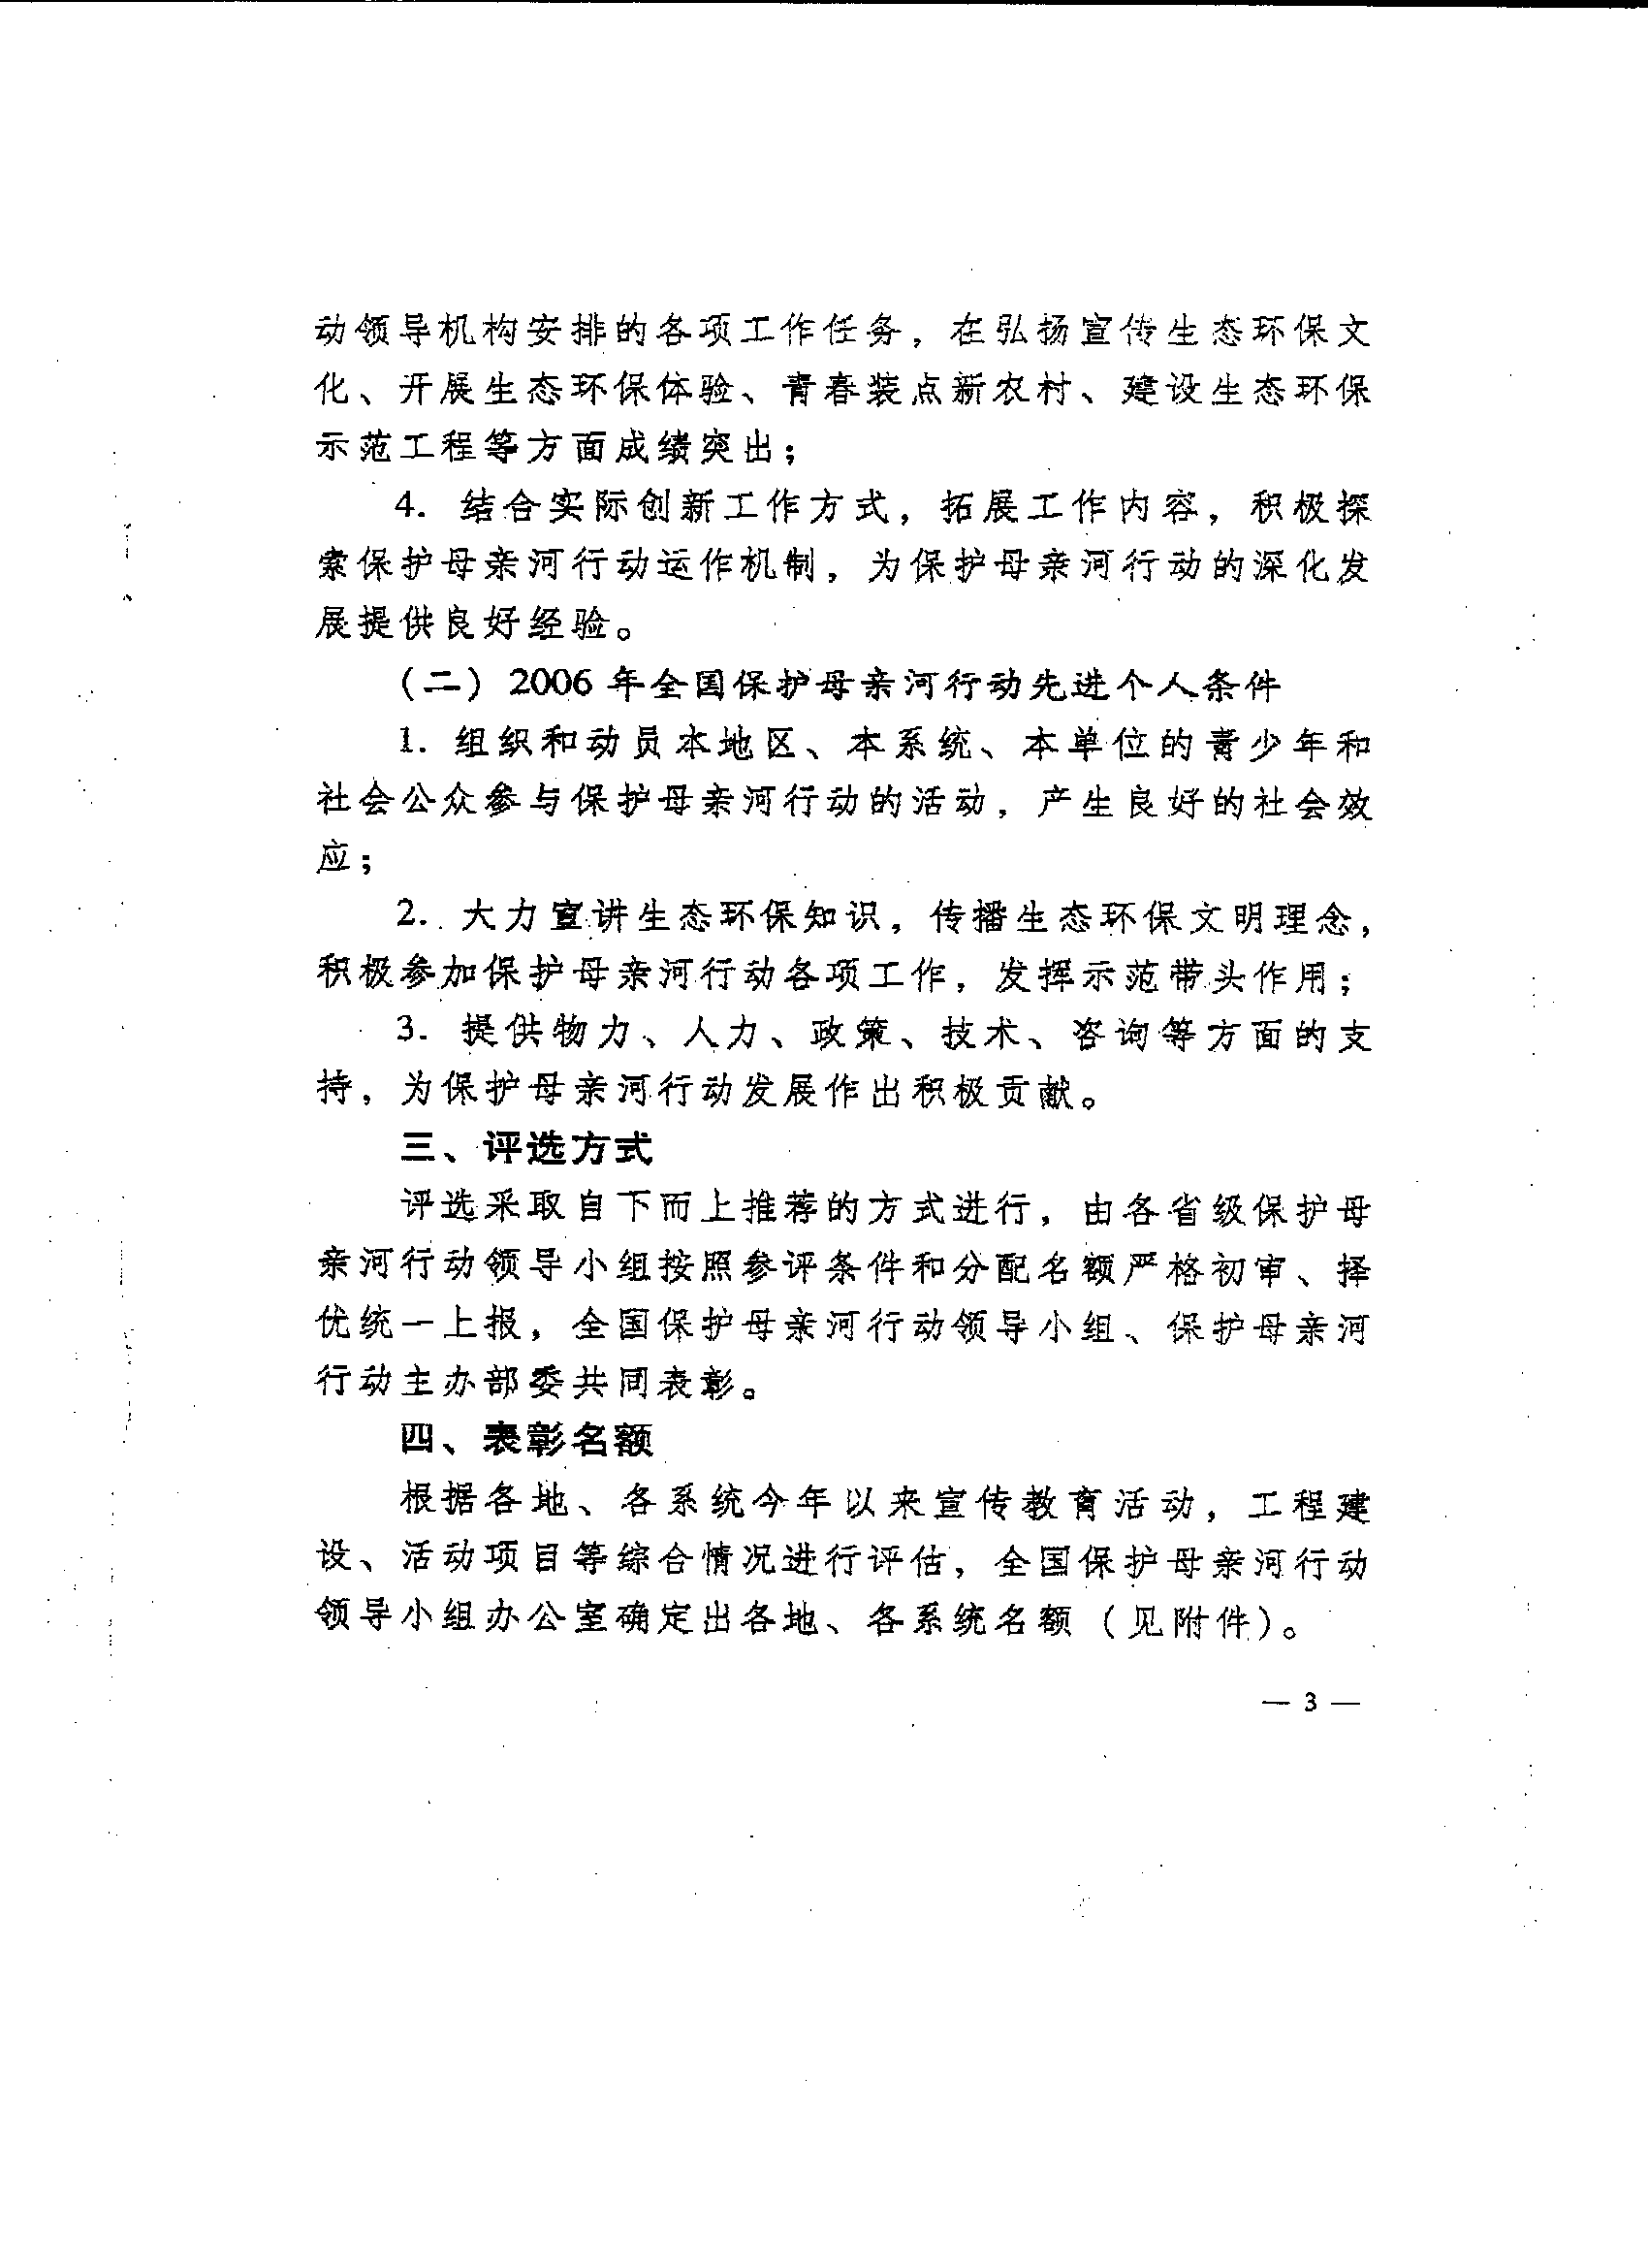 动领导机构安排的各项工作任务，在弘扬宣传生态环保文
化、开展生态环保体验、青春装点新农村、建设生态环保
示范工程等方面成绩突出；
4. 结合实际创新工作方式，拓展工作内容，积极探
索保护母亲河行动运作机制，为保护母亲河行动的深化发
展提供良好经验。
（二）2006 年全国保护母亲河行动先进个人条件
1. 组织和动员本地区、本系统、本单位的青少年和
社会公众参与保护母亲河行动的活动，产生良好的社会效
应；
2. 大力宣讲生态环保知识，传播生态环保文明理念，
积极参加保护母亲河行动各项工作，发挥示范带头作用；
3. 提供物力、人力、政策、技术、咨询等方面的支
持，为保护母亲河行动发展作出积极贡献。
三、评选方式
评选采取自下而上推荐的方式进行，由各省级保护母
亲河行动领导小组按照参评条件和分配名额严格初审、择
优统一上报，全国保护母亲河行动领导小组、保护母亲河
行动主办部委共同表彰。
四、表彰名额
根据各地、各系统今年以来宣传教育活动，工程建
设、活动项目等综合情况进行评估，全国保护母亲河行动
领导小组办公室确定出各地、各系统名额（见附件）。
— 3 —